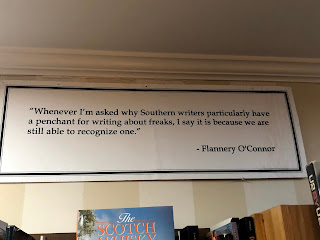 "Whenever I'm asked why Southern writers particularly have
a penchant for writing about freaks, I say it is because we are
still able to recognize one."
- Flannery O'Connor
The
SCOTCH
WHISKY